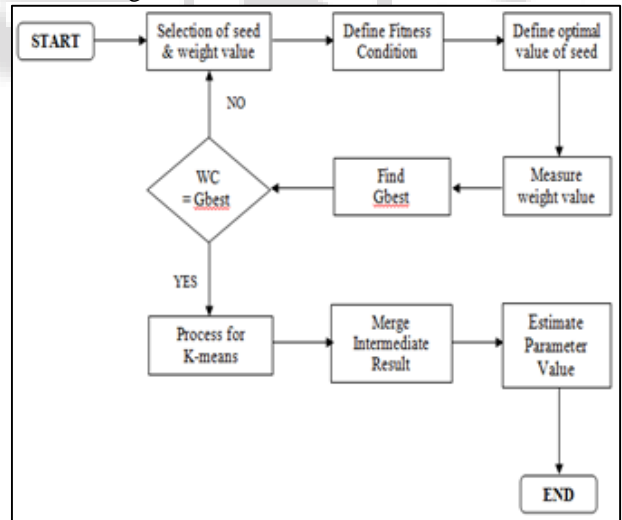 START
Selection of seed
& weight value
Define Fitness
Condition
Define optimal
value of seed
Measure
weight value
Find
Gbest
WC
= Gbest
NO
YES
Process for
K-means
Merge
Intermediate
Result
Estimate
Parameter
Value
END